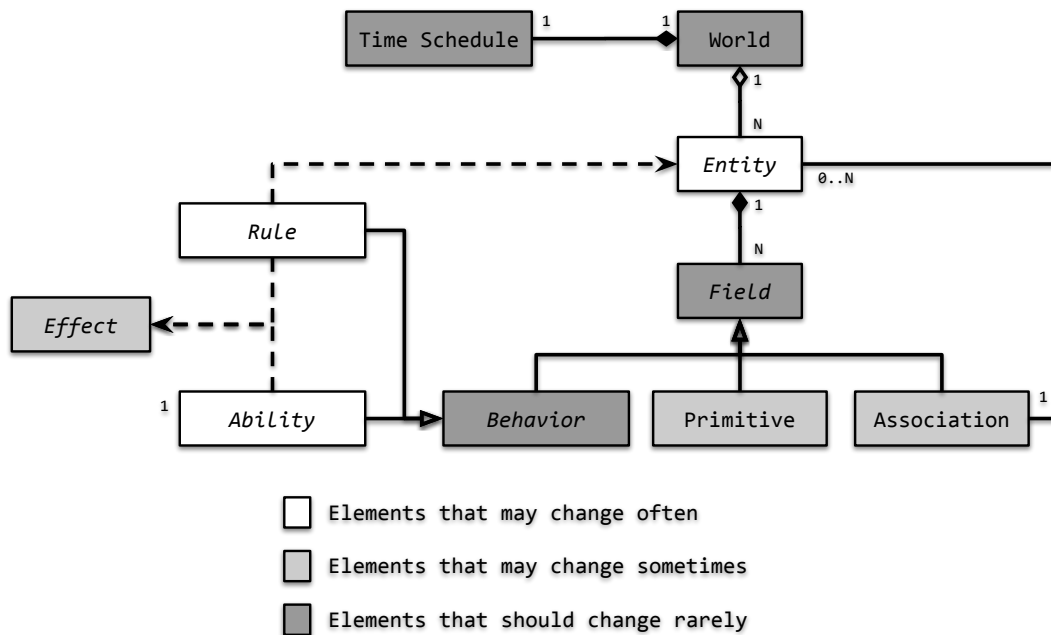 Time Schedule
1
1
World
1
N
Entity
0..N
1
N
Rule
Field
Effect
1
Ability
Behavior
Primitive
Association
1
Elements that may change often
Elements that may change sometimes
Elements that should change rarely